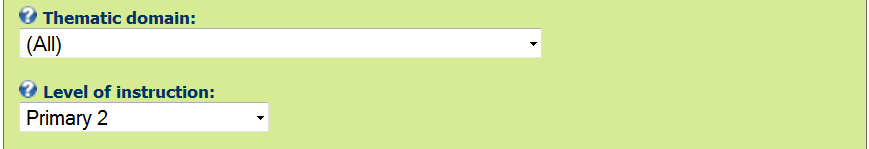 Thematic domain:
(All)
Level of instruction:
Primary 2